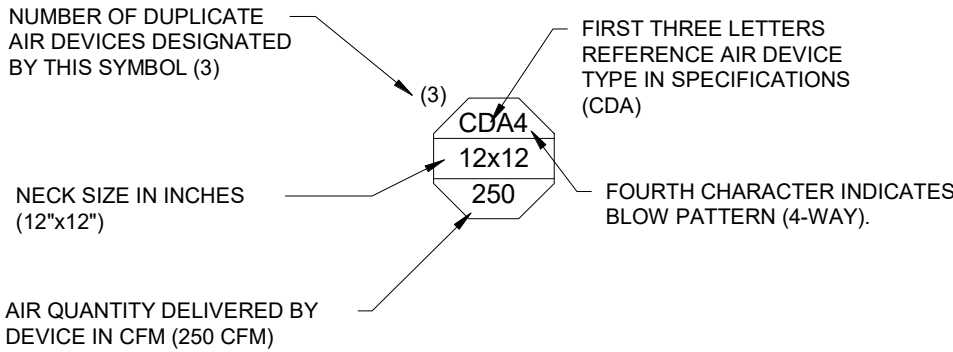 NUMBER OF DUPLICATE
AIR DEVICES DESIGNATED
BY THIS SYMBOL (3)
FIRST THREE LETTERS
REFERENCE AIR DEVICE
TYPE IN SPECIFICATIONS
(CDA)
(3)
CDA4
12x12
250
NECK SIZE IN INCHES
(12"x12")
FOURTH CHARACTER INDICATES
BLOW PATTERN (4-WAY).
AIR QUANTITY DELIVERED BY
DEVICE IN CFM (250 CFM)